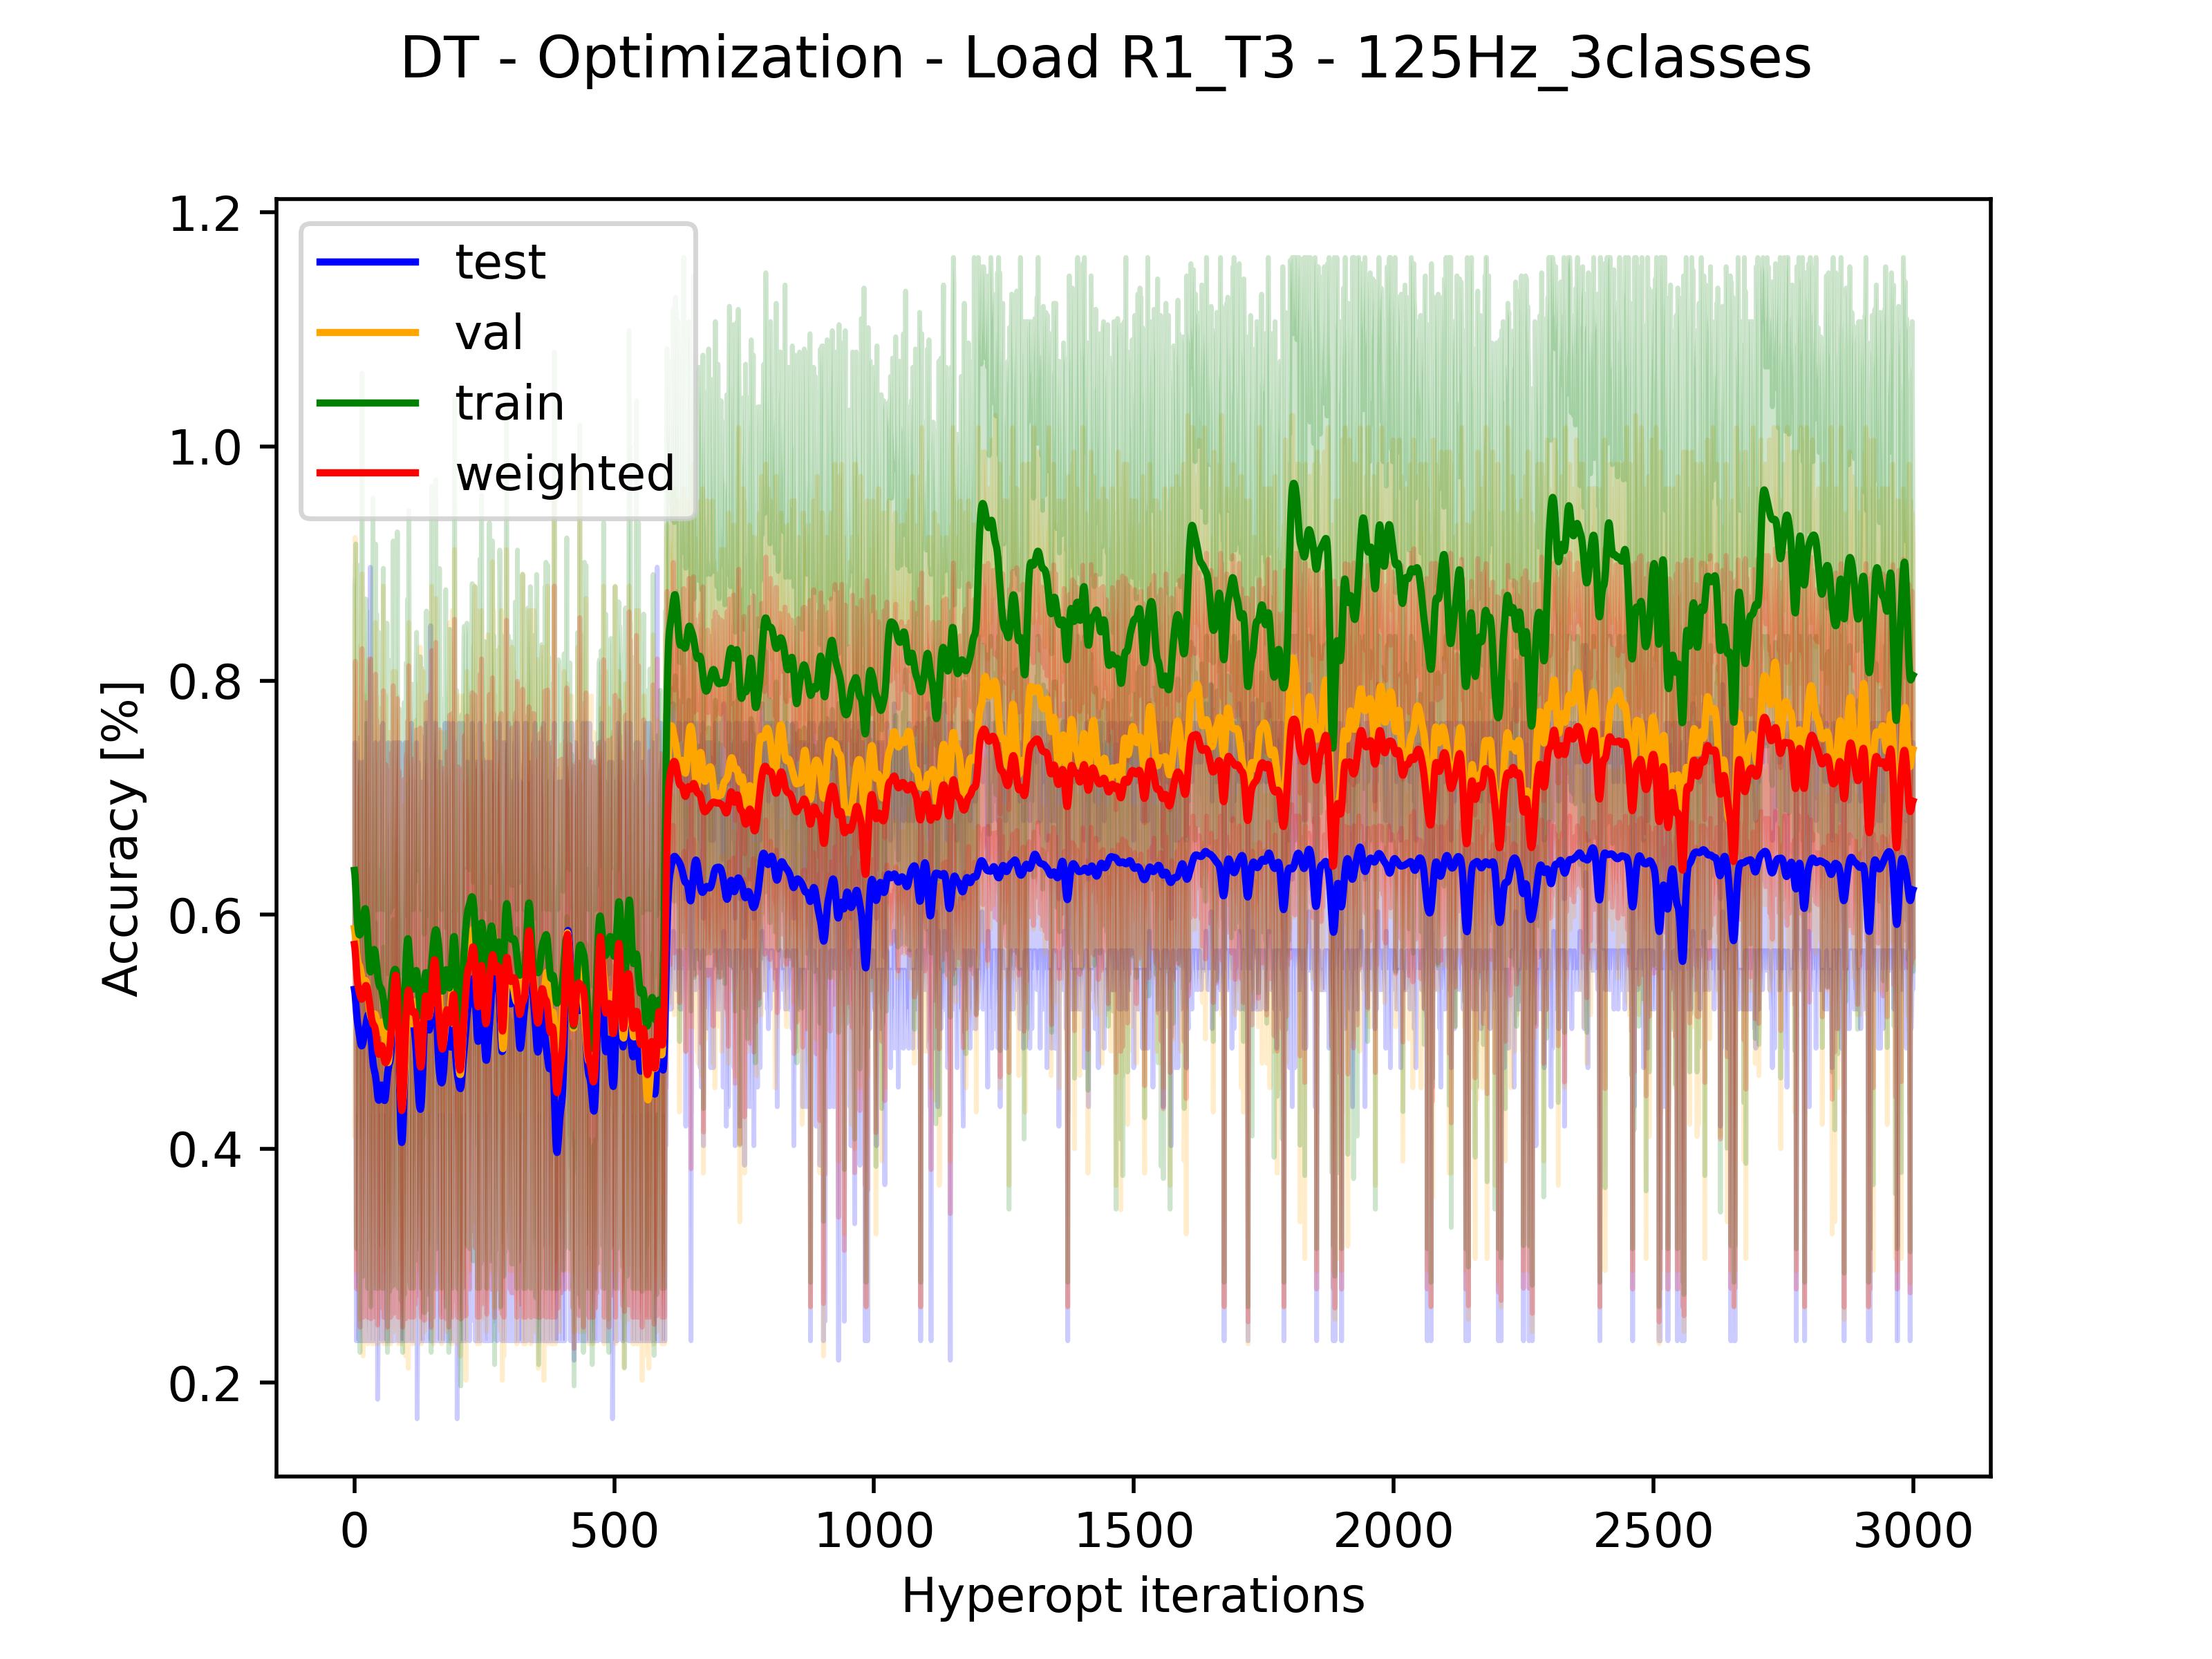 DT - Optimization - Load R1_T3 - 125Hz_3classes
1.2
1.0
0.8
0.6
0.4
0.2
Accuracy [%]
test
val
train
weighted
0 500 1000 1500 2000 2500 3000
Hyperopt iterations